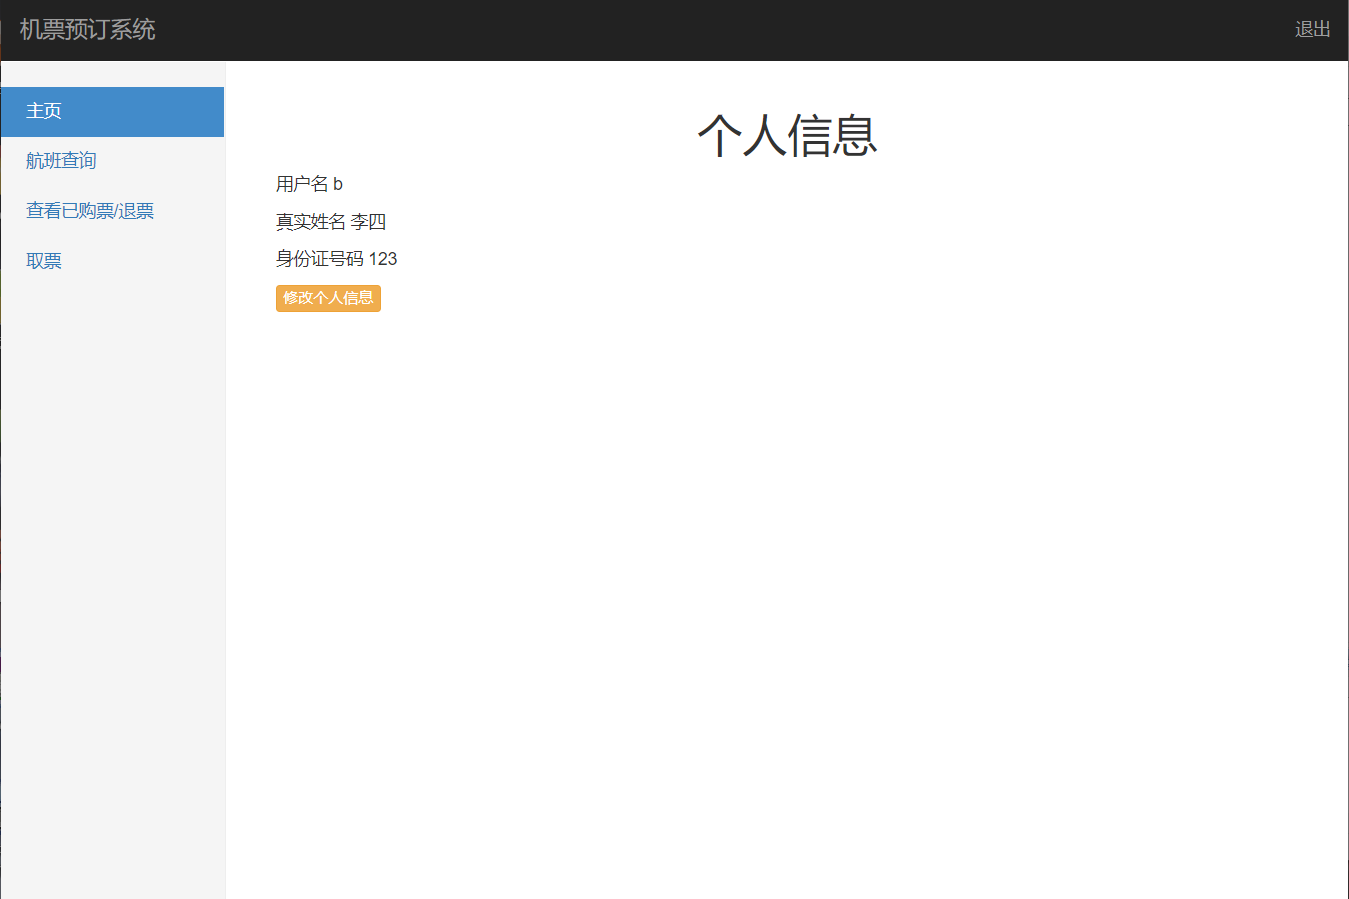 机票预订系统
退出
主页
航班查询
查看已购票/退票
取票
个人信息
用户名 b
真实姓名 李四
身份证号码 123
修改个人信息